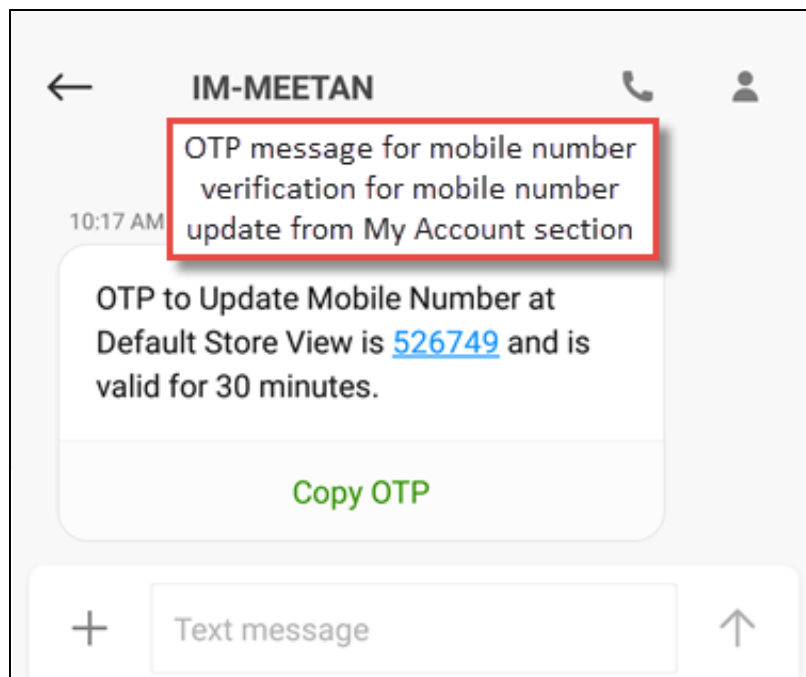 IM-MEETAN
OTP message for mobile number
verification for mobile number
update from My Account section
10:17 AM
OTP to Update Mobile Number at
Default Store View is 526749 and is
valid for 30 minutes.
Copy OTP
Text message